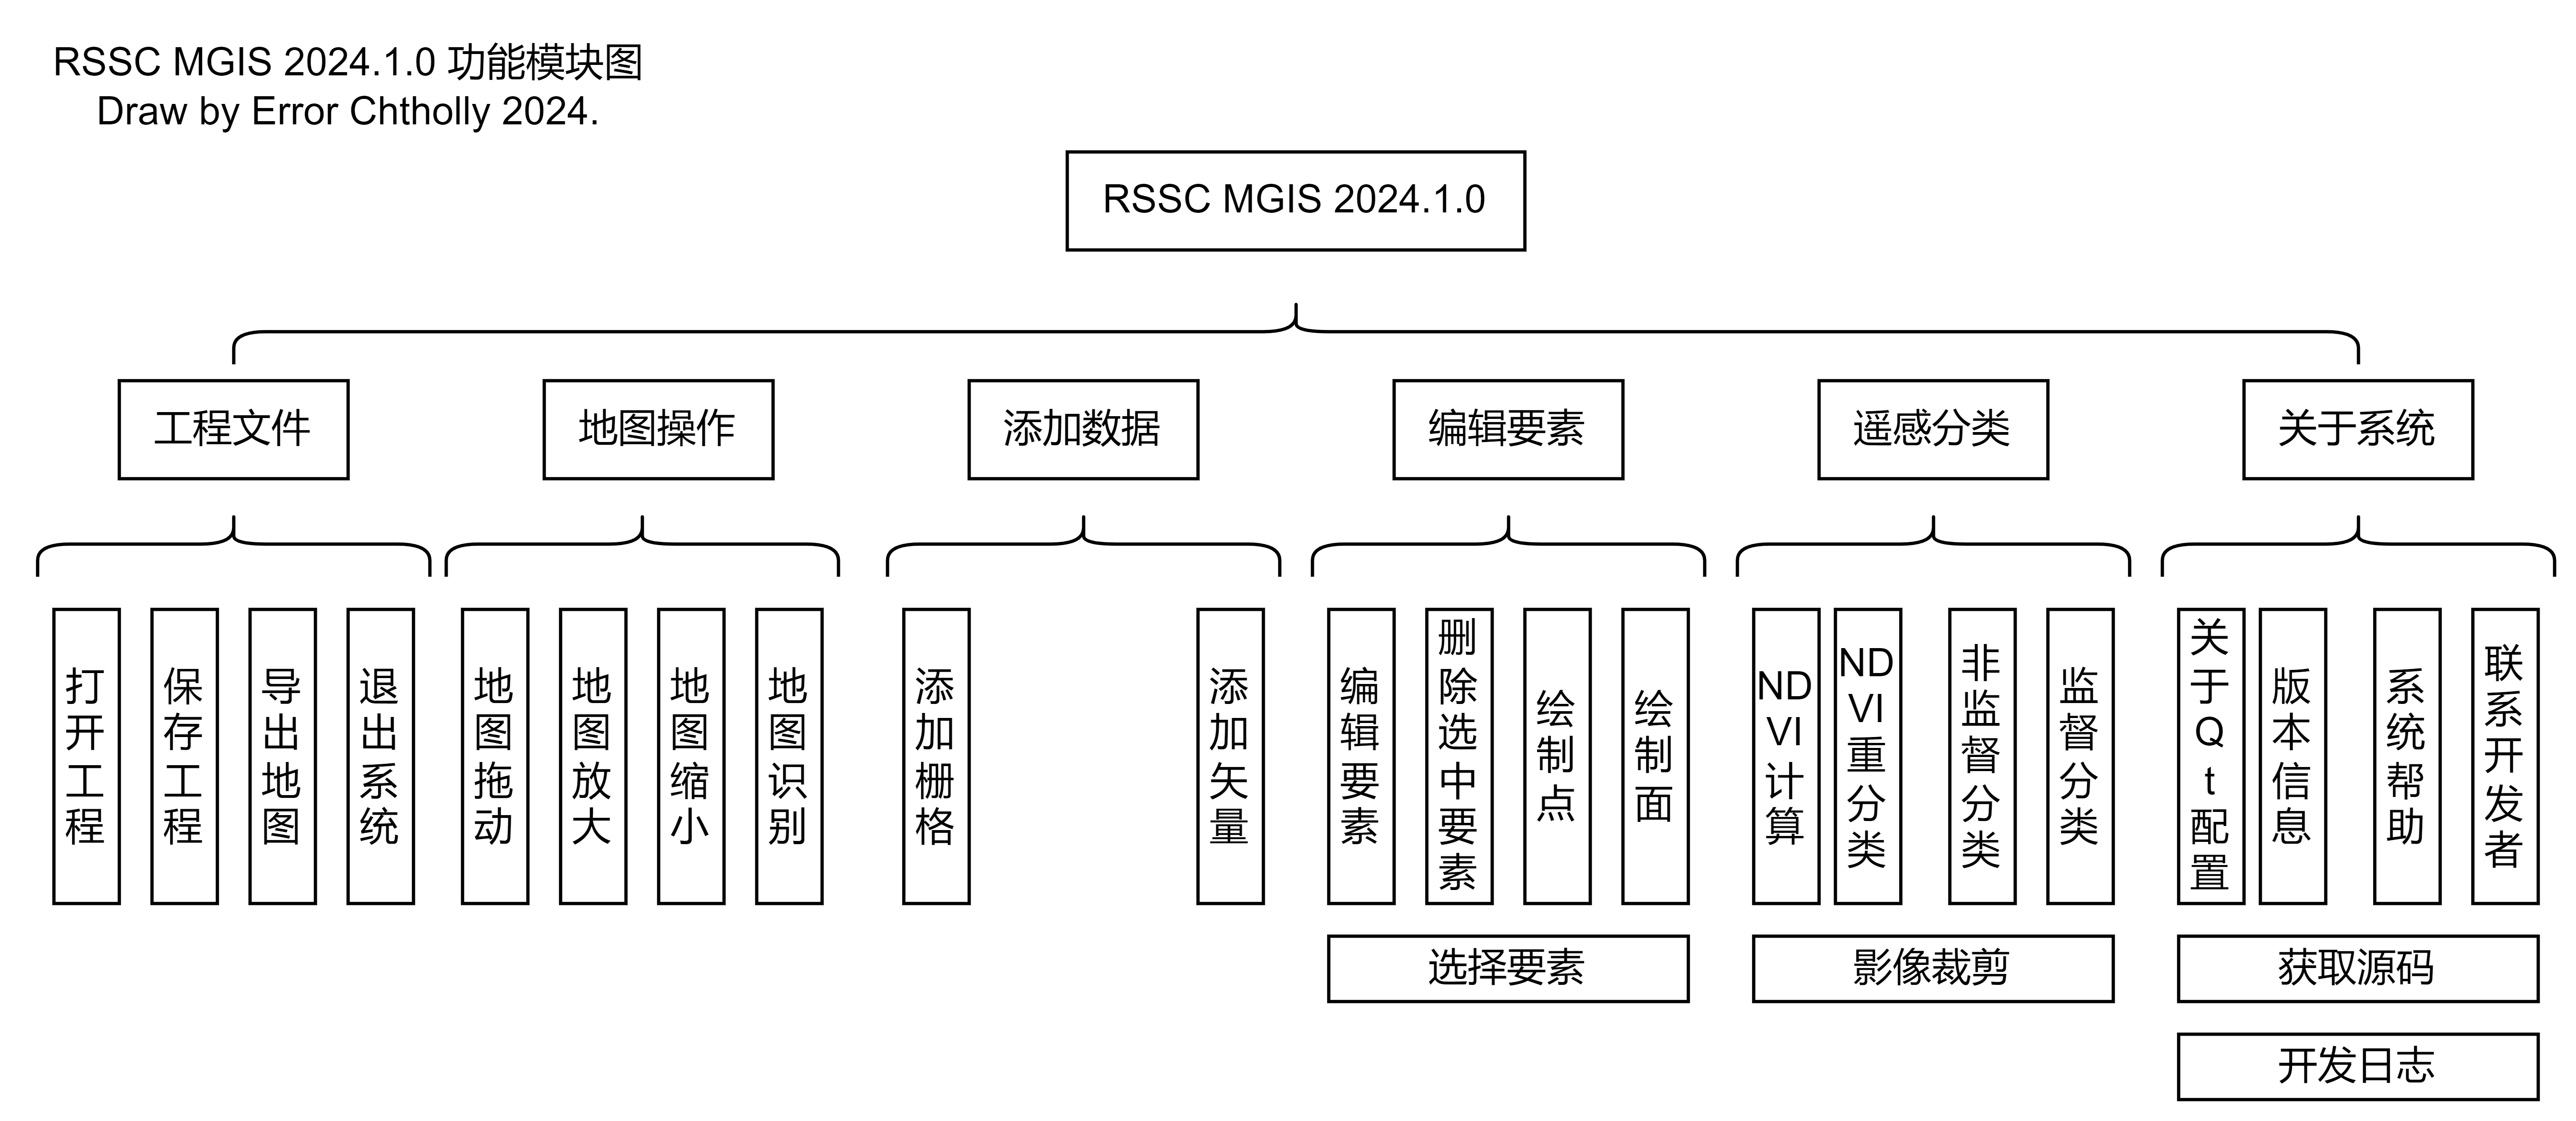 RSSC MGIS 2024.1.0 功能模块图
Draw by Error Chtholly 2024.
RSSC MGIS 2024.1.0
工程文件
地图操作
添加数据
编辑要素
遥感分类
关于系统
打开工程
保存工程
导出地图
退出系统
地图拖动
地图放大
地图缩小
地图识别
添加栅格
添加矢量
编辑要素
删除选中要素
绘制点
绘制面
NDVI计算
NDVI重分类
非监督分类
监督分类
关于Qt配置
版本信息
系统帮助
联系开发者
选择要素
影像裁剪
获取源码
开发日志